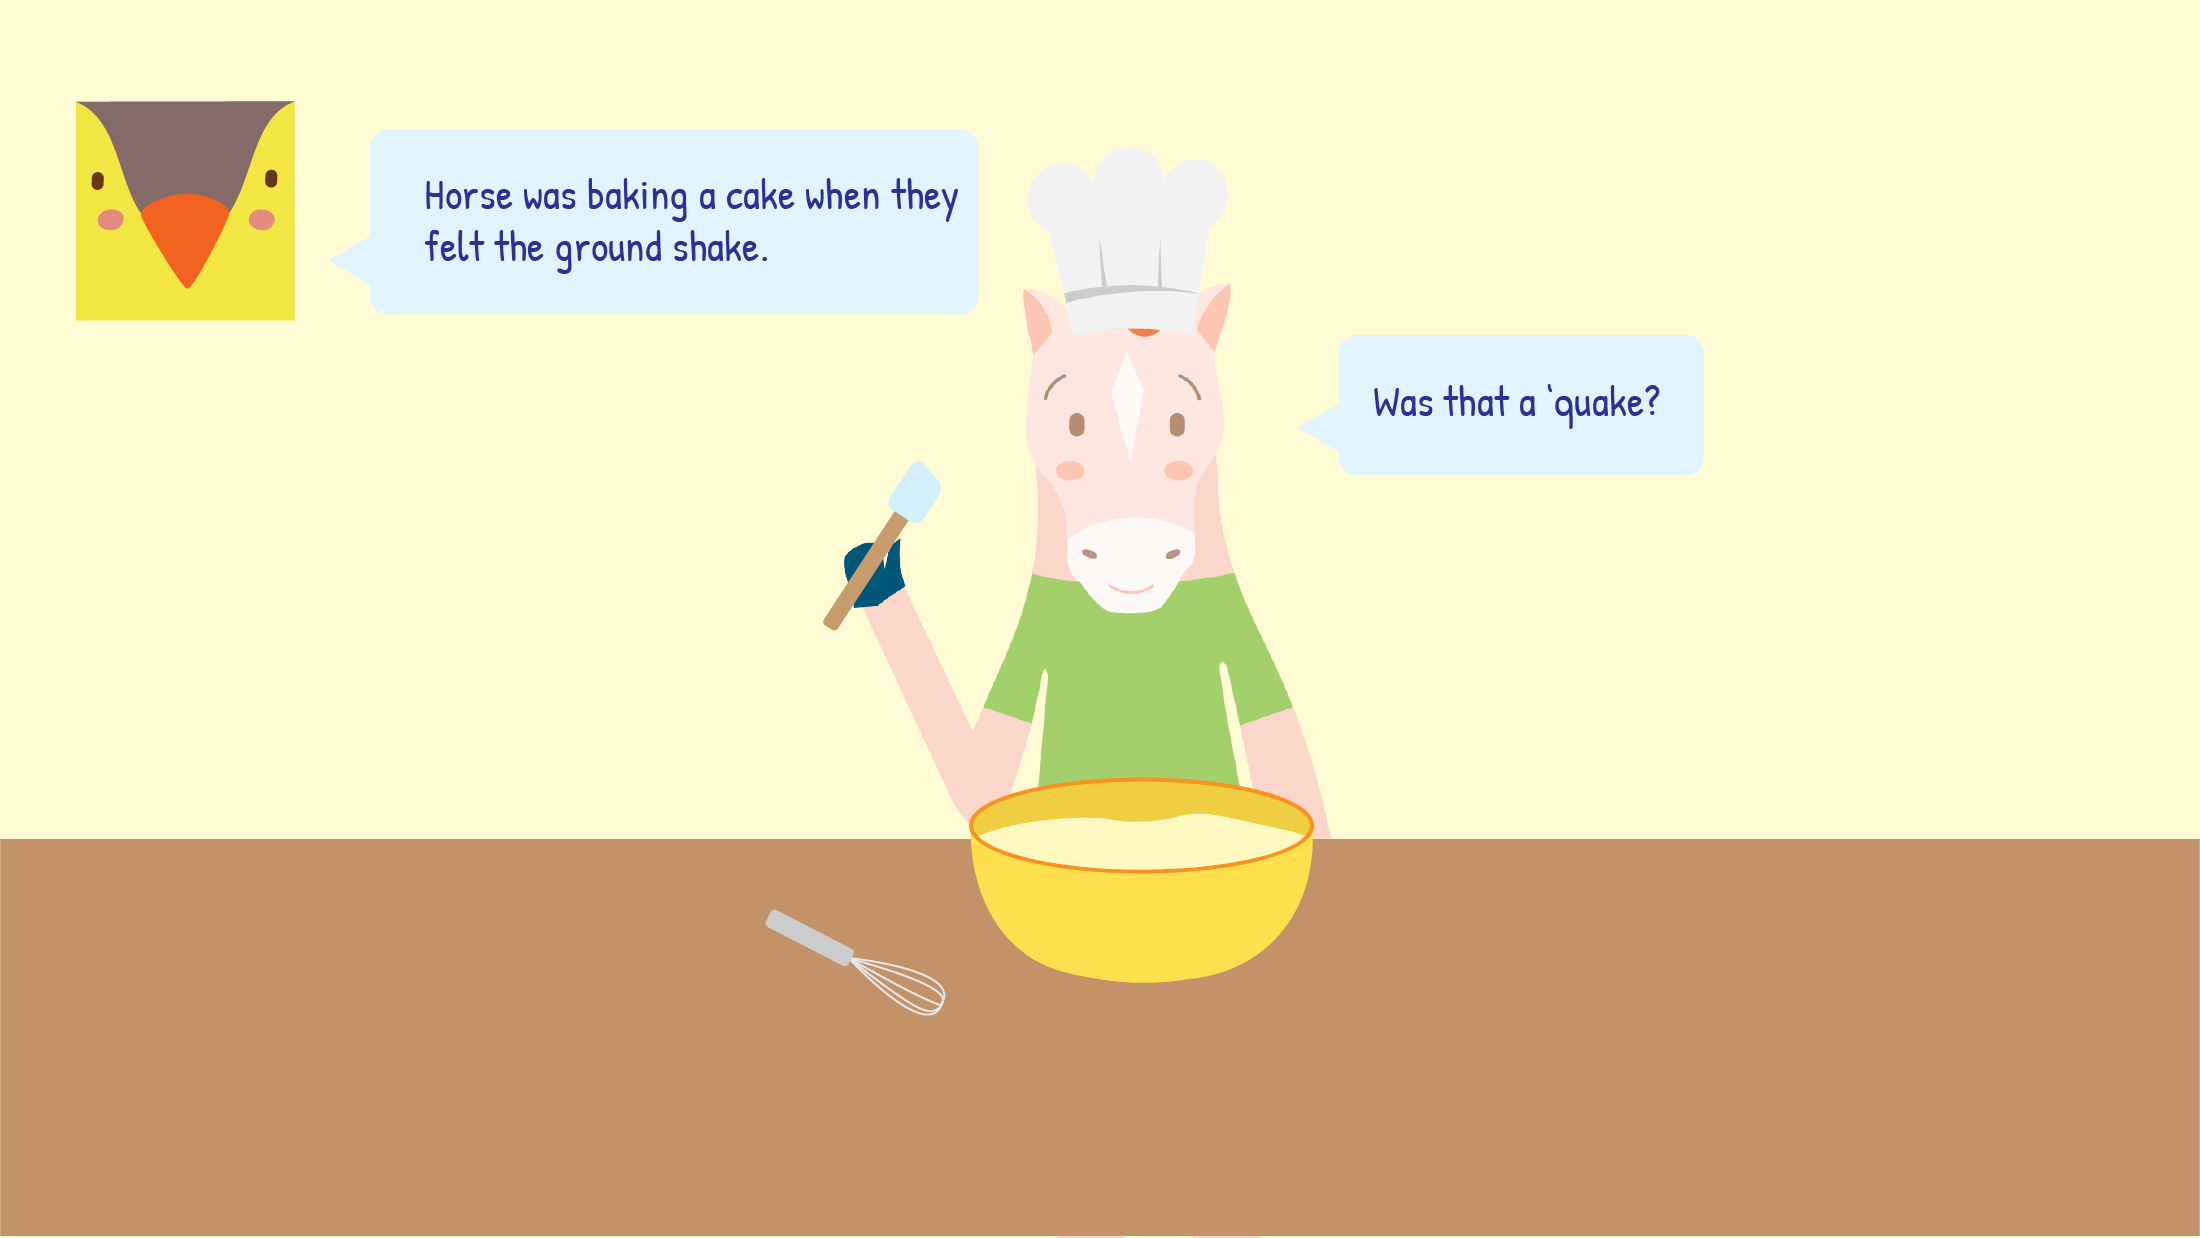 Horse was baking a cake when they
felt the ground shake.
Was that a ‘quake?